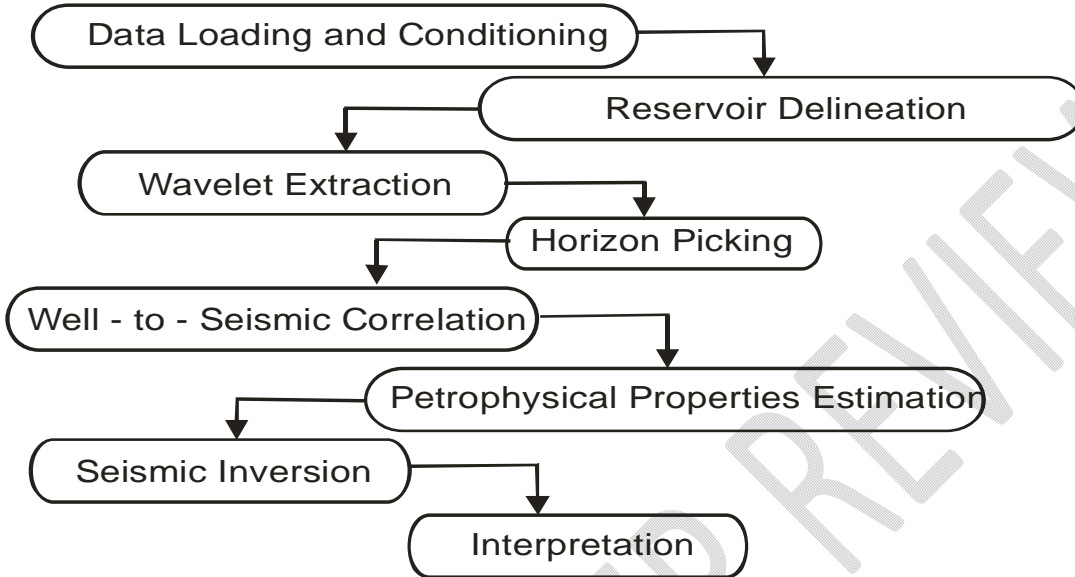 Data Loading and Conditioning
Reservoir Delineation
Wavelet Extraction
Horizon Picking
Well - to - Seismic Correlation
Petrophysical Properties Estimation
Seismic Inversion
Interpretation